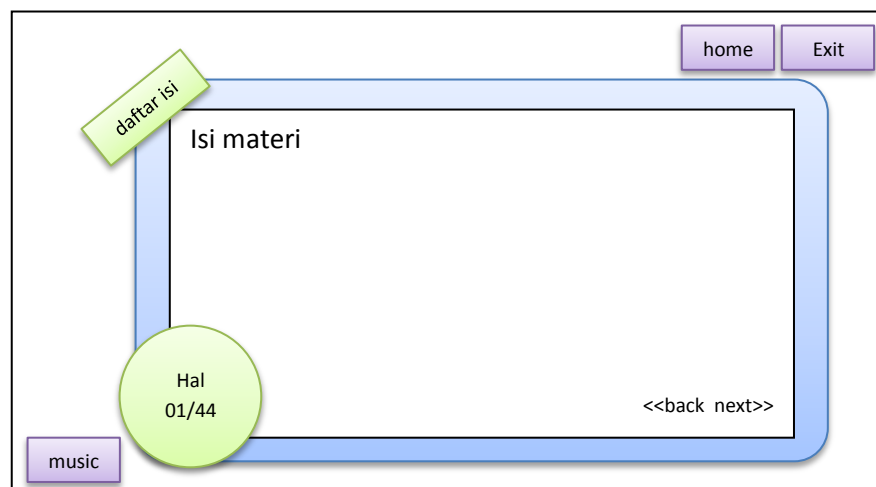 home
Exit
daftar isi
Isi materi
Hal
01/44
<<back next>>
music